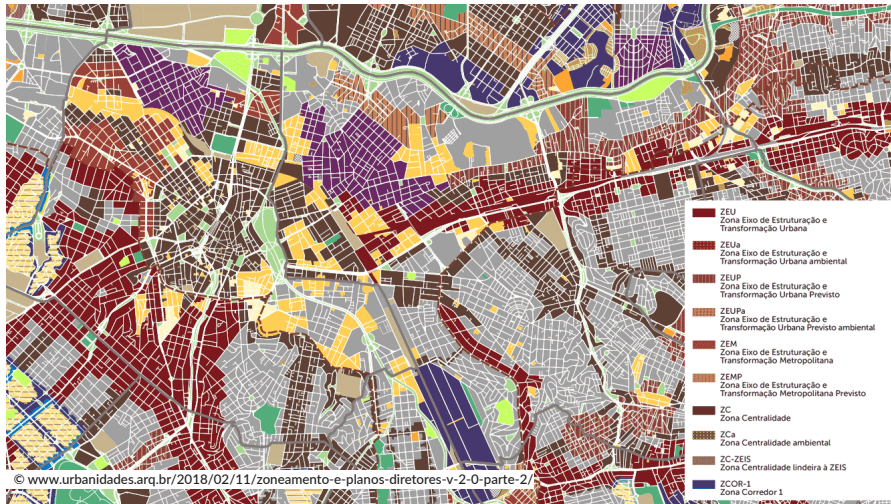 ZEU
Zona Eixo de Estruturação e
Transformação Urbana
ZEUa
Zona Eixo de Estruturação e
Transformação Urbana ambiental
ZEUP
Zona Eixo de Estruturação e
Transformação Urbana Previsto
ZEUPa
Zona Eixo de Estruturação e
Transformação Urbana Previsto ambiental
ZEM
Zona Eixo de Estruturação e
Transformação Metropolitana
ZEMP
Zona Eixo de Estruturação e
Transformação Metropolitana Previsto
ZC
Zona Centralidade
ZCa
Zona Centralidade ambiental
ZC-ZEIS
Zona Centralidade lindeira à ZEIS
ZCOR-1
Zona Corredor 1
© www.urbanidades.arq.br/2018/02/11/zoneamento-e-planos-diretores-v-2-0-parte-2/